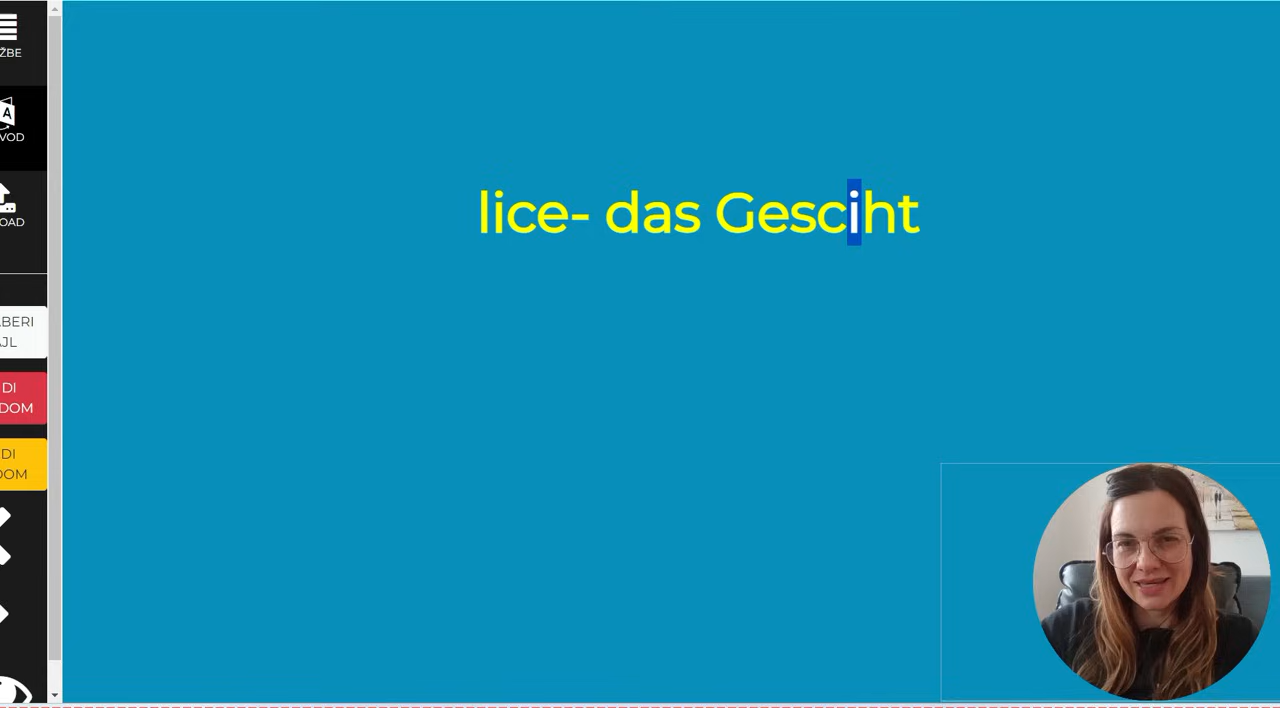 ŽBE
A
VOD
OAD
lice- das Gesciht
BERI
JL
DI
DOM
DI
DOM